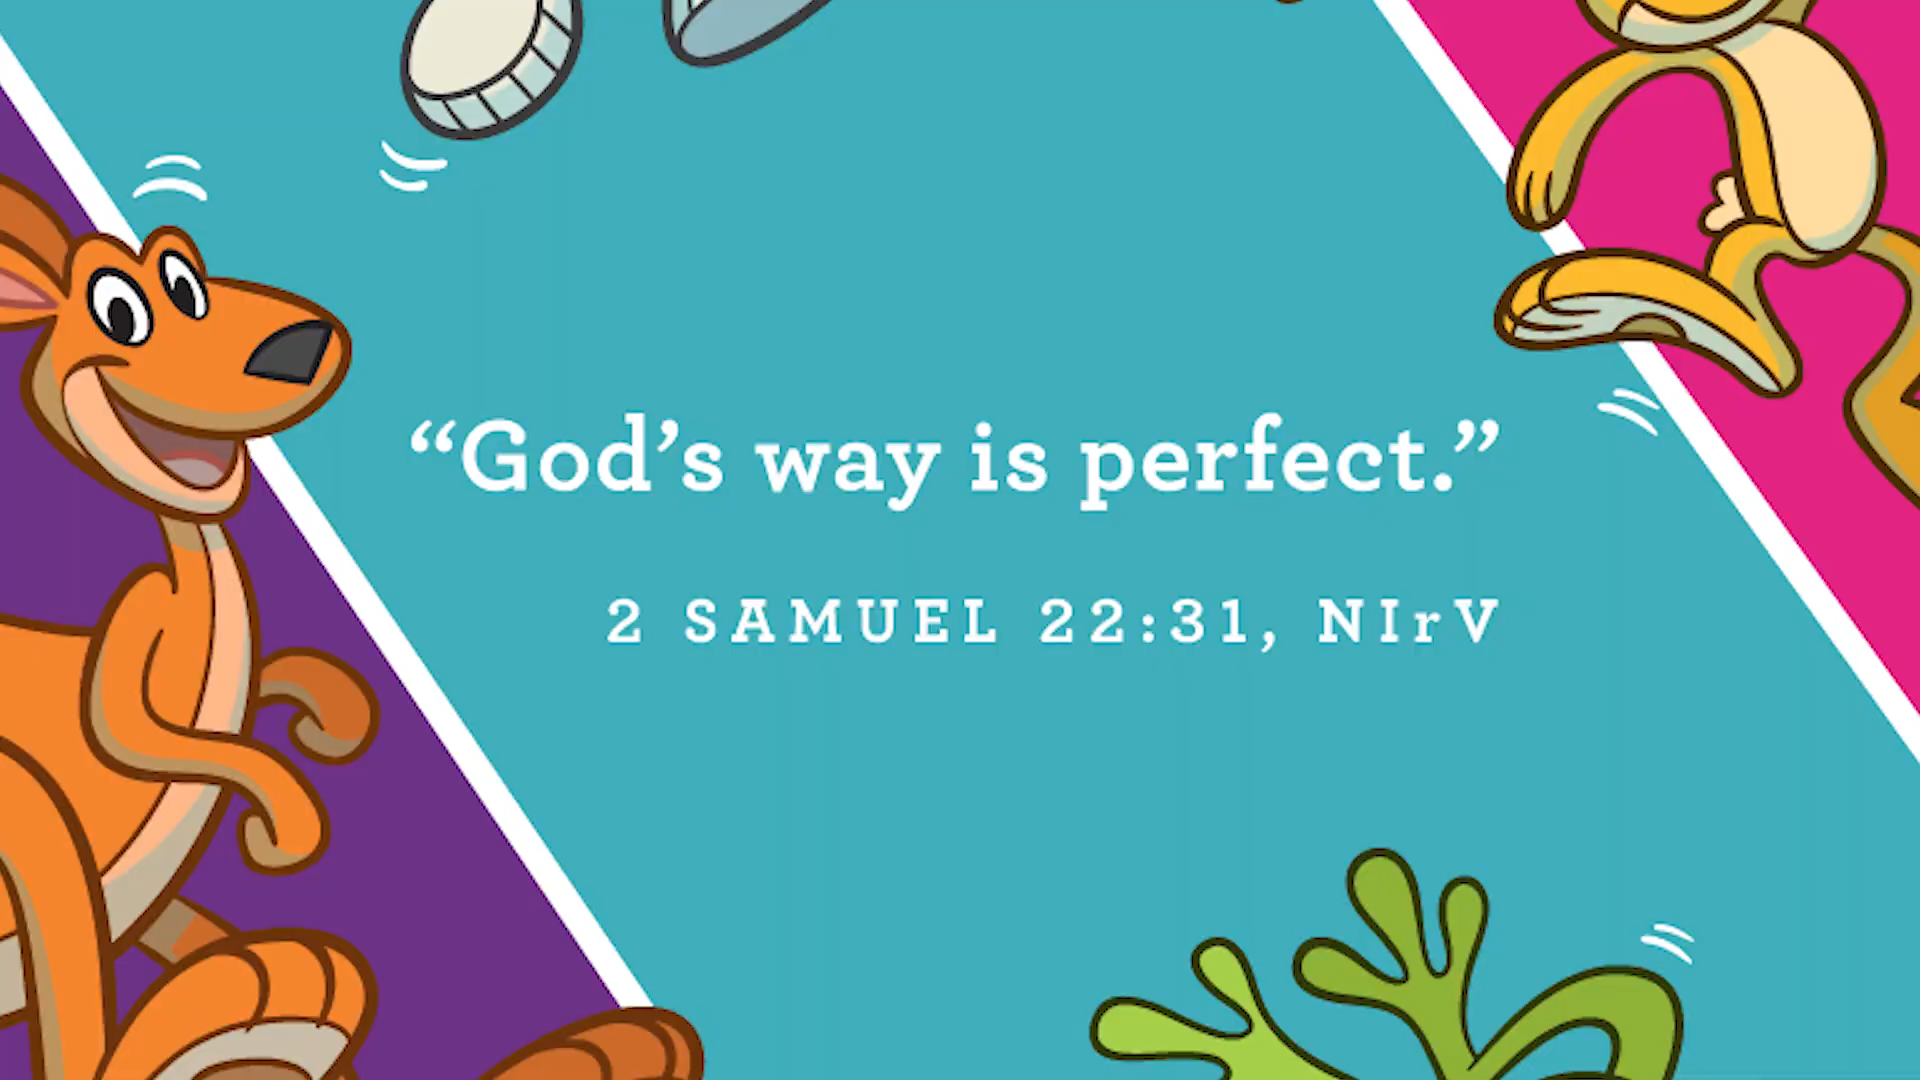 “God’s way is perfect.”
2 SAMUEL 22:31, NIrV